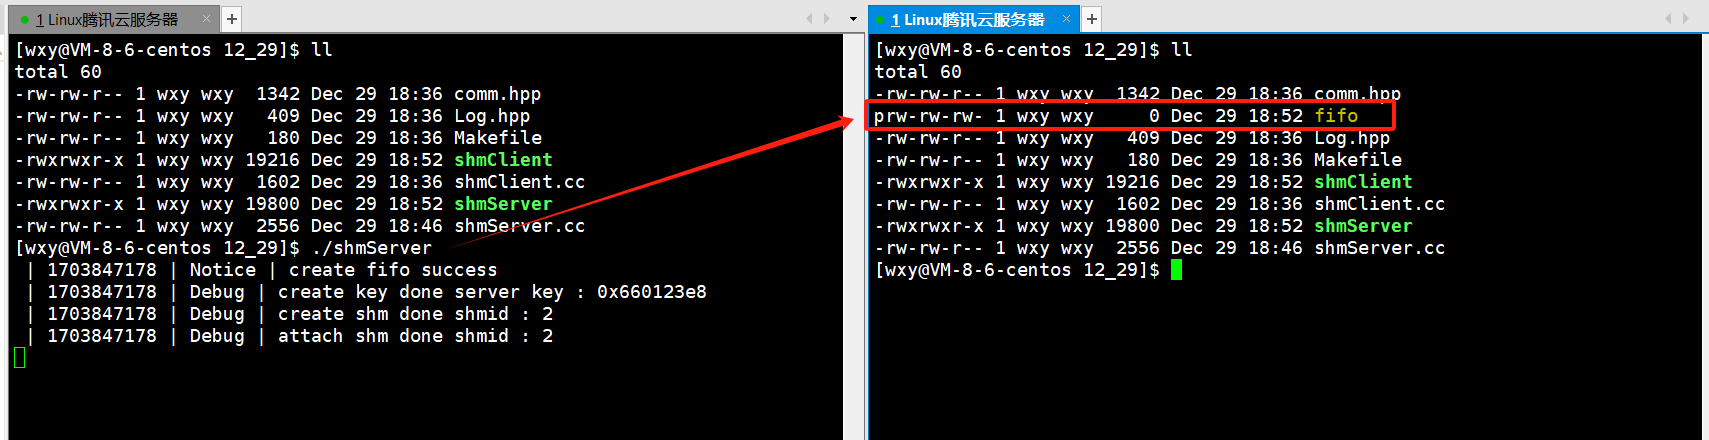 1 Linux腾讯云服务器 × +
[wxy@VM-8-6-centos 12_29]$ ll
total 60
-rw-rw-r-- 1 wxy wxy  1342 Dec 29 18:36 comm.hpp
-rw-rw-r-- 1 wxy wxy   409 Dec 29 18:36 Log.hpp
-rw-rw-r-- 1 wxy wxy   180 Dec 29 18:36 Makefile
-rwxrwxr-x 1 wxy wxy 19216 Dec 29 18:52 shmClient
-rw-rw-r-- 1 wxy wxy  1602 Dec 29 18:36 shmClient.cc
-rwxrwxr-x 1 wxy wxy 19800 Dec 29 18:52 shmServer
-rw-rw-r-- 1 wxy wxy  2556 Dec 29 18:46 shmServer.cc
[wxy@VM-8-6-centos 12_29]$ ./shmServer
 | 1703847178 | Notice | create fifo success
 | 1703847178 | Debug | create key done server key : 0x660123e8
 | 1703847178 | Debug | create shm done shmid : 2
 | 1703847178 | Debug | attach shm done shmid : 2
1 Linux腾讯云服务器 × +
[wxy@VM-8-6-centos 12_29]$ ll
total 60
-rw-rw-r-- 1 wxy wxy  1342 Dec 29 18:36 comm.hpp
prw-rw-rw- 1 wxy wxy     0 Dec 29 18:52 fifo
-rw-rw-r-- 1 wxy wxy   409 Dec 29 18:36 Log.hpp
-rw-rw-r-- 1 wxy wxy   180 Dec 29 18:36 Makefile
-rwxrwxr-x 1 wxy wxy 19216 Dec 29 18:52 shmClient
-rw-rw-r-- 1 wxy wxy  1602 Dec 29 18:36 shmClient.cc
-rwxrwxr-x 1 wxy wxy 19800 Dec 29 18:52 shmServer
-rw-rw-r-- 1 wxy wxy  2556 Dec 29 18:46 shmServer.cc
[wxy@VM-8-6-centos 12_29]$